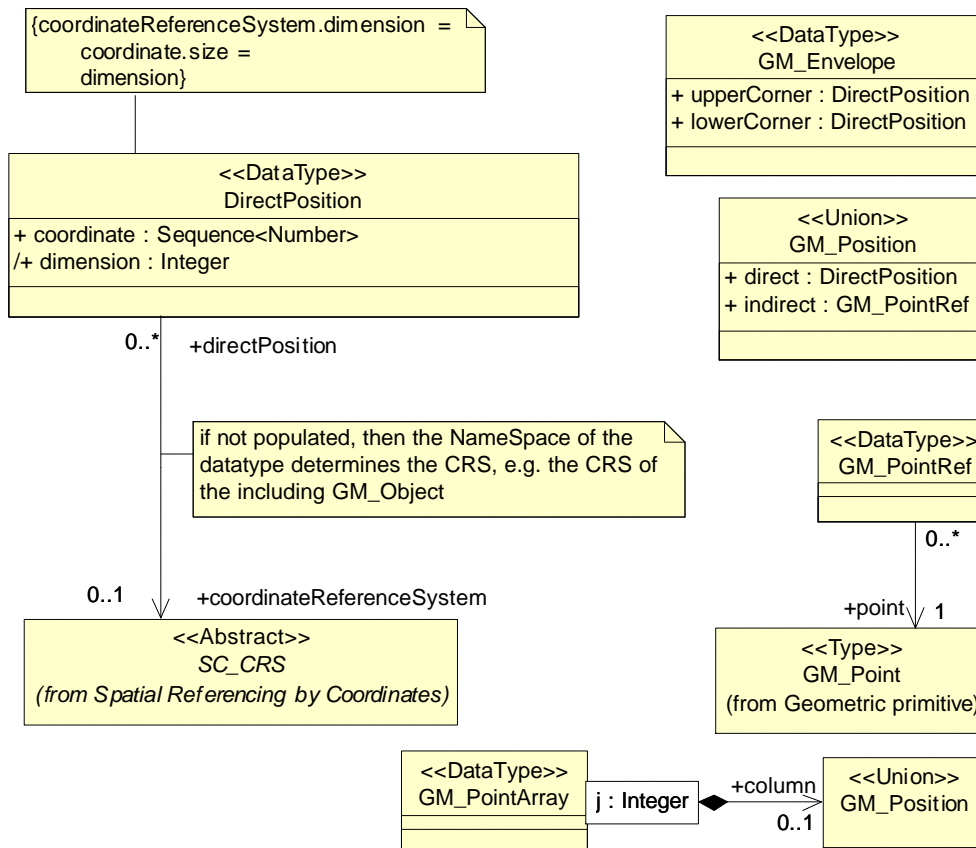 {coordinateReferenceSystem.dimension =
coordinate.size =
dimension}
<<DataType>>
DirectPosition
+ coordinate : Sequence<Number>
/+ dimension : Integer
0..*
+directPosition
if not populated, then the NameSpace of the
datatype determines the CRS, e.g. the CRS of
the including GM_Object
0..1
+coordinateReferenceSystem
<<Abstract>>
SC_CRS
(from Spatial Referencing by Coordinates)
<<DataType>>
GM_Envelope
+ upperCorner : DirectPosition
+ lowerCorner : DirectPosition
<<Union>>
GM_Position
+ direct : DirectPosition
+ indirect : GM_PointRef
<<DataType>>
GM_PointRef
0..*
+point
1
<<Type>>
GM_Point
(from Geometric primitive)
<<DataType>>
GM_PointArray
j : Integer
+column
0..1
<<Union>>
GM_Position